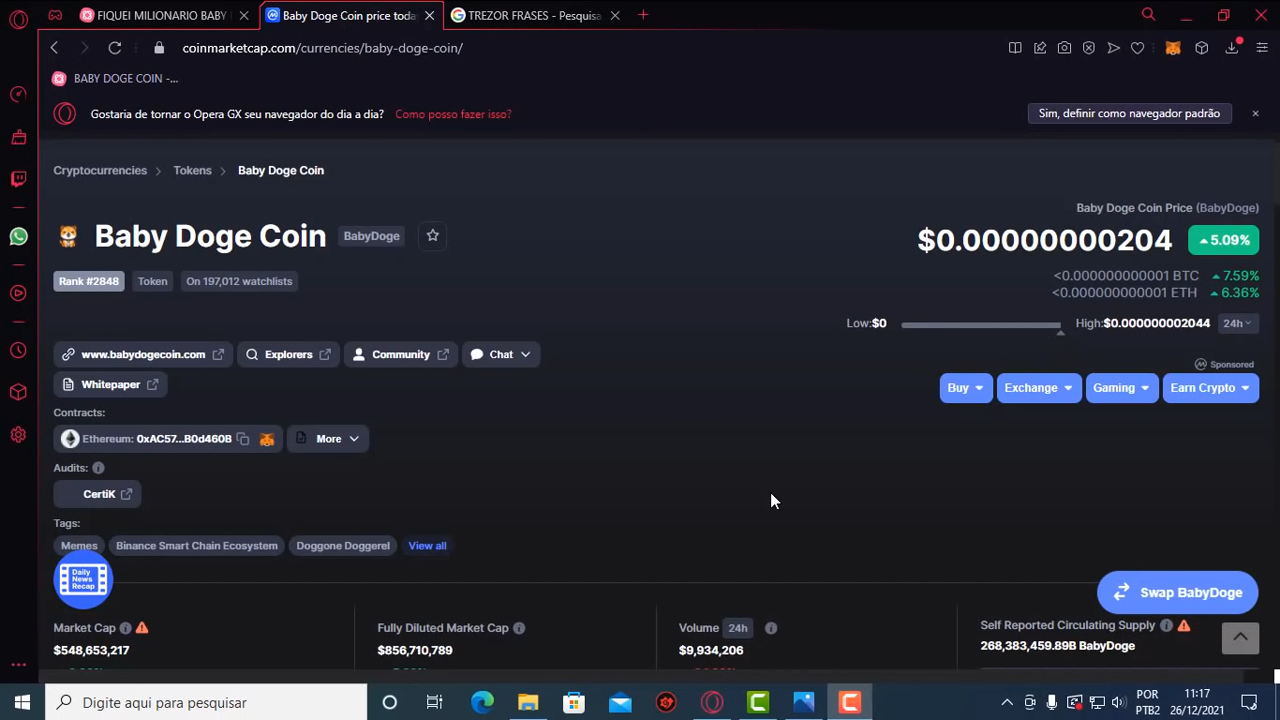 FIQUEI MILIONARIO BABY
Baby Doge Coin price toda
TREZOR FRASES - Pesquisa
coinmarketcap.com/currencies/baby-doge-coin/
BABY DOGE COIN -...
Gostaria de tornar o Opera GX seu navegador do dia a dia? Como posso fazer isso?
Sim, definir como navegador padrão
Cryptocurrencies
Tokens
Baby Doge Coin
Baby Doge Coin Price (BabyDoge)
Baby Doge Coin
BabyDoge
$0.00000000204
5.09%
Rank #2848
Token
On 197,012 watchlists
<0.000000000001 BTC
7.59%
<0.000000000001 ETH
6.36%
Low:$0
High:$0.000000002044
24h
www.babydogecoin.com
Explorers
Community
Chat
Sponsored
Whitepaper
Buy
Exchange
Gaming
Earn Crypto
Contracts:
Ethereum: 0xAC57...B0d460B
More
Audits:
CertiK
Tags:
Memes
Binance Smart Chain Ecosystem
Doggone Doggerel
View all
Daily
News
Recap
Swap BabyDoge
Market Cap
Fully Diluted Market Cap
Volume 24h
Self Reported Circulating Supply
$548,653,217
$856,710,789
$9,934,206
268,383,459.89B BabyDoge
Digite aqui para pesquisar
POR
PTB2
11:17
26/12/2021